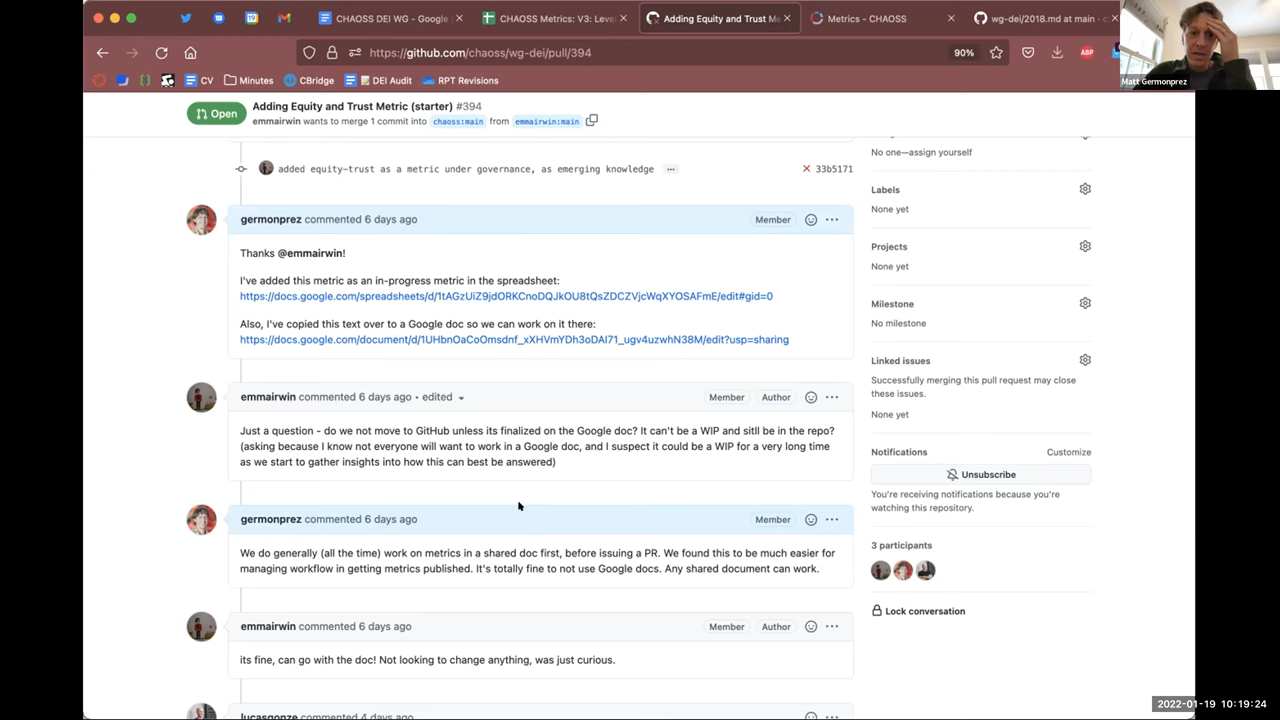 CHAOSS DEI WG - Google
CHAOSS Metrics: V3: Level
Adding Equity and Trust Me
Metrics - CHAOSS
wg-dei/2018.md at main · c
https://github.com/chaoss/wg-dei/pull/394
90%
ABP
CV
Minutes
CBridge
DEI Audit
RPT Revisions
Matt Germonprez
Open
Adding Equity and Trust Metric (starter) #394
emmairwin wants to merge 1 commit into chaoss:main from emmairwin:main
No one—assign yourself
added equity-trust as a metric under governance, as emerging knowledge ...
33b5171
Labels
None yet
germonprez commented 6 days ago
Member
Thanks @emmairwin!
I've added this metric as an in-progress metric in the spreadsheet:
https://docs.google.com/spreadsheets/d/1tAGzUiZ9jdORKCnoDQJkOU8tQsZDCZVjcWqXYOSAFmE/edit#gid=0
Also, I've copied this text over to a Google doc so we can work on it there:
https://docs.google.com/document/d/1UHbnOaCoOmsdnf_xXHVmYDh3oDAI71_ugv4uzwhN38M/edit?usp=sharing
Projects
None yet
Milestone
No milestone
Linked issues
Successfully merging this pull request may close
these issues.
None yet
emmairwin commented 6 days ago • edited
Member
Author
Just a question - do we not move to GitHub unless its finalized on the Google doc? It can't be a WIP and sitll be in the repo?
(asking because I know not everyone will want to work in a Google doc, and I suspect it could be a WIP for a very long time
as we start to gather insights into how this can best be answered)
Notifications
Customize
Unsubscribe
You're receiving notifications because you're
watching this repository.
germonprez commented 6 days ago
Member
We do generally (all the time) work on metrics in a shared doc first, before issuing a PR. We found this to be much easier for
managing workflow in getting metrics published. It's totally fine to not use Google docs. Any shared document can work.
3 participants
Lock conversation
emmairwin commented 6 days ago
Member
Author
its fine, can go with the doc! Not looking to change anything, was just curious.
lucasgonze commented 4 days ago
2022-01-19 10:19:24